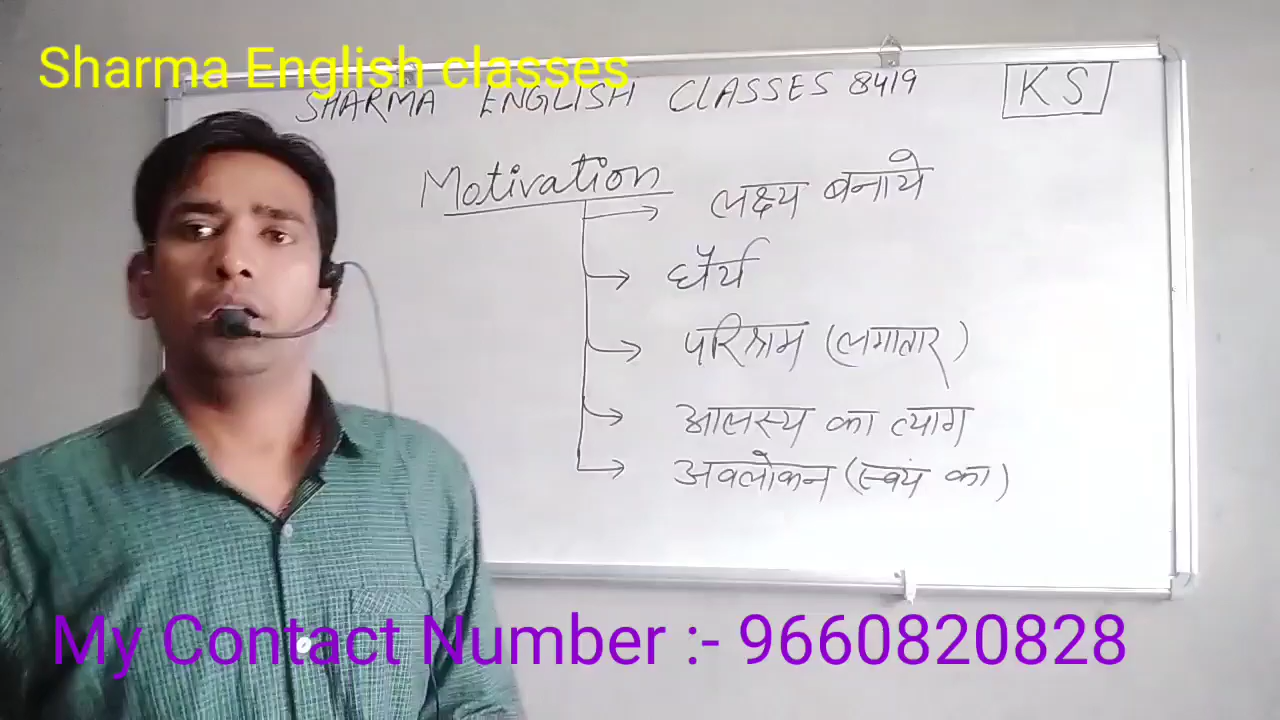 Sharma English classes
SHARMA ENGLISH CLASSES 8419
KS
Motivation
लक्ष्य बनाये
धैर्य
परिश्रम (लगातार)
आलस्य का त्याग
अवलोकन (स्वयं का)
My Contact Number :- 9660820828